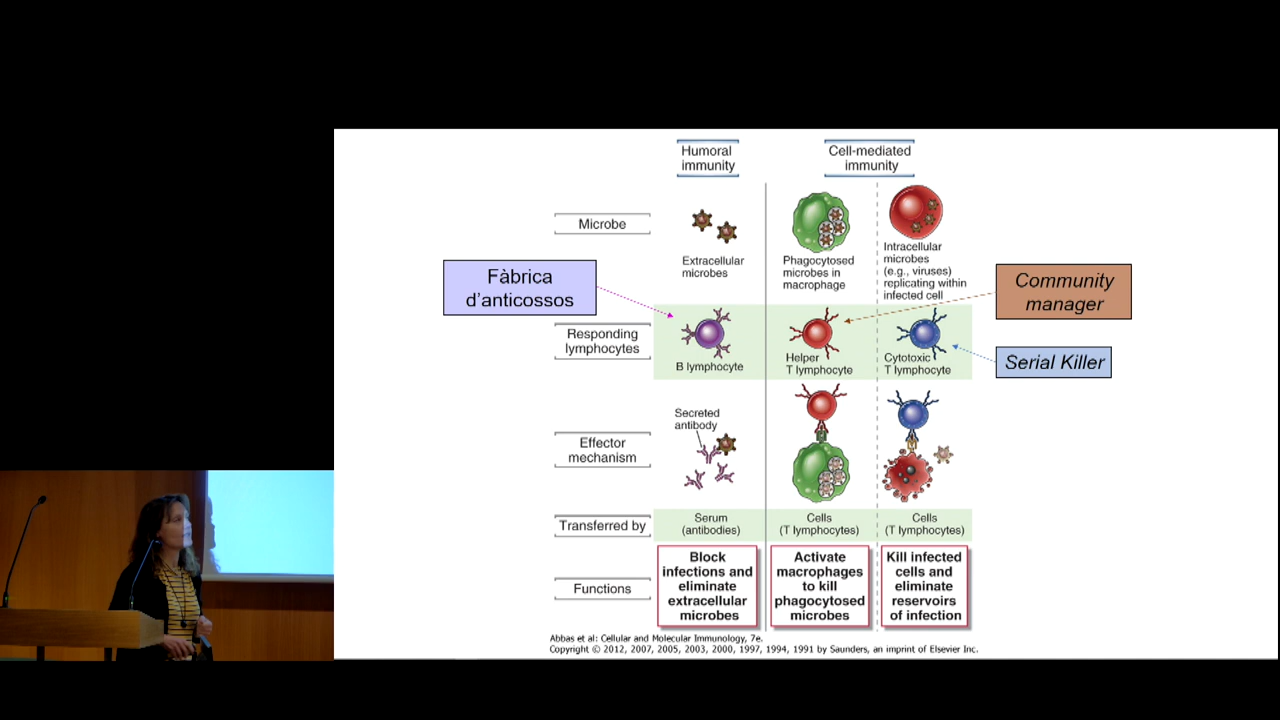 Humoral
immunity
Cell-mediated
immunity
Microbe
Extracellular
microbes
Phagocytosed
microbes in
macrophage
Intracellular
microbes
(e.g., viruses)
replicating within
infected cell
Fàbrica
d'anticossos
Community
manager
Responding
lymphocytes
B lymphocyte
Helper
T lymphocyte
Cytotoxic
T lymphocyte
Serial Killer
Effector
mechanism
Secreted
antibody
Transferred by
Serum
(antibodies)
Cells
(T lymphocytes)
Cells
(T lymphocytes)
Functions
Block
infections and
eliminate
extracellular
microbes
Activate
macrophages
to kill
phagocytosed
microbes
Kill infected
cells and
eliminate
reservoirs
of infection
Abbas et al: Cellular and Molecular Immunology, 7e.
Copyright © 2012, 2007, 2005, 2003, 2000, 1997, 1994, 1991 by Saunders, an imprint of Elsevier Inc.